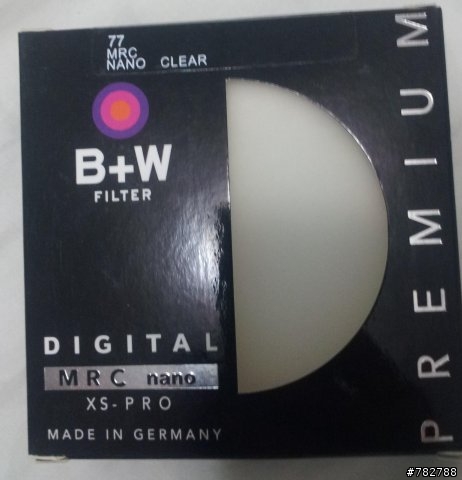 77
MRC
NANO CLEAR
B+W
FILTER
DIGITAL
MRC nano
XS-PRO
MADE IN GERMANY
PREMIUM
#782788